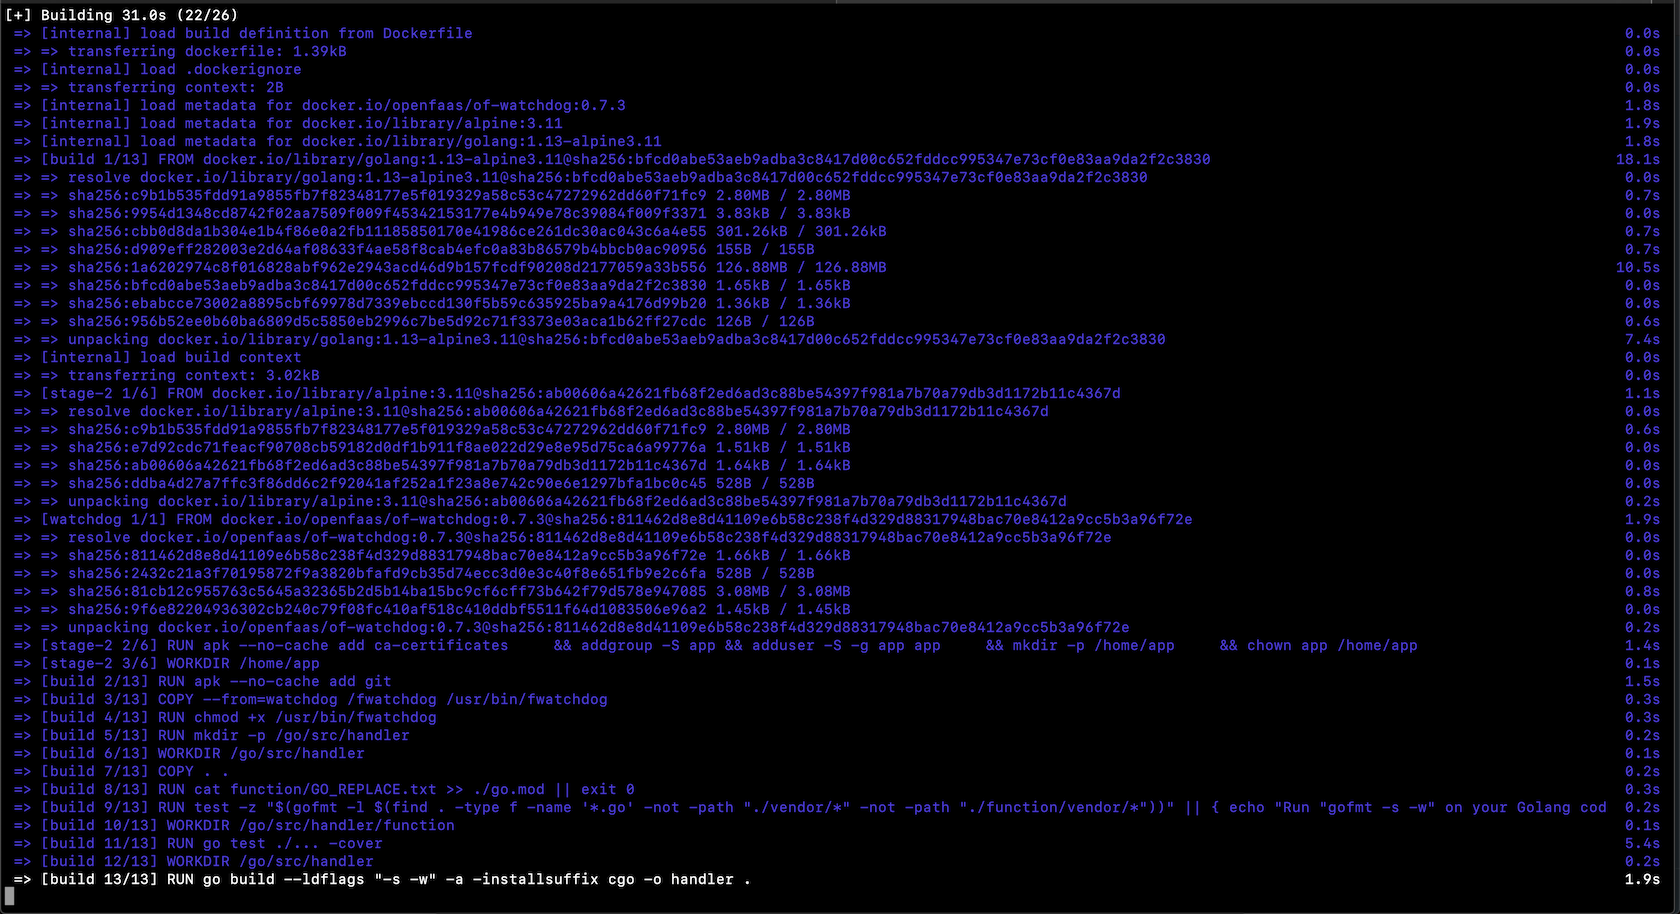 [+] Building 31.0s (22/26)
=> [internal] load build definition from Dockerfile 0.0s
=> => transferring dockerfile: 1.39kB 0.0s
=> [internal] load .dockerignore 0.0s
=> => transferring context: 2B 0.0s
=> [internal] load metadata for docker.io/openfaas/of-watchdog:0.7.3 1.8s
=> [internal] load metadata for docker.io/library/alpine:3.11 1.9s
=> [internal] load metadata for docker.io/library/golang:1.13-alpine3.11 1.8s
=> [build 1/13] FROM docker.io/library/golang:1.13-alpine3.11@sha256:bfcd0abe53aeb9adba3c8417d00c652fddcc995347e73cf0e83aa9da2f2c3830 18.1s
=> => resolve docker.io/library/golang:1.13-alpine3.11@sha256:bfcd0abe53aeb9adba3c8417d00c652fddcc995347e73cf0e83aa9da2f2c3830 0.0s
=> => sha256:c9b1b535fdd91a9855fb7f82348177e5f019329a58c53c47272962dd60f71fc9 2.80MB / 2.80MB 0.7s
=> => sha256:9954d1348cd8742f02aa7509f009f45342153177e4b949e78c39084f009f3371 3.83kB / 3.83kB 0.0s
=> => sha256:cbb0d8da1b304e1b4f86e0a2fb11185850170e41986ce261dc30ac043c6a4e55 301.26kB / 301.26kB 0.7s
=> => sha256:d909eff282003e2d64af08633f4ae58f8cab4efc0a83b86579b4bbcb0ac90956 155B / 155B 0.7s
=> => sha256:1a6202974c8f016828abf962e2943acd46d9b157fcdf90208d2177059a33b556 126.88MB / 126.88MB 10.5s
=> => sha256:bfcd0abe53aeb9adba3c8417d00c652fddcc995347e73cf0e83aa9da2f2c3830 1.65kB / 1.65kB 0.0s
=> => sha256:ebabcce73002a8895cbf69978d7339ebccd130f5b59c635925ba9a4176d99b20 1.36kB / 1.36kB 0.0s
=> => sha256:956b52ee0b60ba6809d5c5850eb2996c7be5d92c71f3373e03aca1b62ff27cdc 126B / 126B 0.6s
=> => unpacking docker.io/library/golang:1.13-alpine3.11@sha256:bfcd0abe53aeb9adba3c8417d00c652fddcc995347e73cf0e83aa9da2f2c3830 7.4s
=> [internal] load build context 0.0s
=> => transferring context: 3.02kB 0.0s
=> [stage-2 1/6] FROM docker.io/library/alpine:3.11@sha256:ab00606a42621fb68f2ed6ad3c88be54397f981a7b70a79db3d1172b11c4367d 1.1s
=> => resolve docker.io/library/alpine:3.11@sha256:ab00606a42621fb68f2ed6ad3c88be54397f981a7b70a79db3d1172b11c4367d 0.0s
=> => sha256:c9b1b535fdd91a9855fb7f82348177e5f019329a58c53c47272962dd60f71fc9 2.80MB / 2.80MB 0.6s
=> => sha256:e7d92cdc71feacf90708cb59182d0df1b911f8ae022d29e8e95d75ca6a99776a 1.51kB / 1.51kB 0.0s
=> => sha256:ab00606a42621fb68f2ed6ad3c88be54397f981a7b70a79db3d1172b11c4367d 1.64kB / 1.64kB 0.0s
=> => sha256:ddba4d27a7ffc3f86dd6c2f92041af252a1f23a8e742c90e6e1297bfa1bc0c45 528B / 528B 0.0s
=> => unpacking docker.io/library/alpine:3.11@sha256:ab00606a42621fb68f2ed6ad3c88be54397f981a7b70a79db3d1172b11c4367d 0.2s
=> [watchdog 1/1] FROM docker.io/openfaas/of-watchdog:0.7.3@sha256:811462d8e8d41109e6b58c238f4d329d88317948bac70e8412a9cc5b3a96f72e 1.9s
=> => resolve docker.io/openfaas/of-watchdog:0.7.3@sha256:811462d8e8d41109e6b58c238f4d329d88317948bac70e8412a9cc5b3a96f72e 0.0s
=> => sha256:811462d8e8d41109e6b58c238f4d329d88317948bac70e8412a9cc5b3a96f72e 1.66kB / 1.66kB 0.0s
=> => sha256:2432c21a3f70195872f9a3820bfafd9cb35d74ecc3d0e3c40f8e651fb9e2c6fa 528B / 528B 0.0s
=> => sha256:81cb12c955763c5645a32365b2d5b14ba15bc9cf6cff73b642f79d578e947085 3.08MB / 3.08MB 0.8s
=> => sha256:9f6e82204936302cb240c79f08fc410af518c410ddbf5511f64d1083506e96a2 1.45kB / 1.45kB 0.0s
=> => unpacking docker.io/openfaas/of-watchdog:0.7.3@sha256:811462d8e8d41109e6b58c238f4d329d88317948bac70e8412a9cc5b3a96f72e 0.2s
=> [stage-2 2/6] RUN apk --no-cache add ca-certificates     && addgroup -S app && adduser -S -g app app     && mkdir -p /home/app     && chown app /home/app 1.4s
=> [stage-2 3/6] WORKDIR /home/app 0.1s
=> [build 2/13] RUN apk --no-cache add git 1.5s
=> [build 3/13] COPY --from=watchdog /fwatchdog /usr/bin/fwatchdog 0.3s
=> [build 4/13] RUN chmod +x /usr/bin/fwatchdog 0.3s
=> [build 5/13] RUN mkdir -p /go/src/handler 0.2s
=> [build 6/13] WORKDIR /go/src/handler 0.1s
=> [build 7/13] COPY . . 0.2s
=> [build 8/13] RUN cat function/GO_REPLACE.txt >> ./go.mod || exit 0 0.3s
=> [build 9/13] RUN test -z "$(gofmt -l $(find . -type f -name '*.go' -not -path "./vendor/*" -not -path "./function/vendor/*"))" || { echo "Run "gofmt -s -w" on your Golang cod 0.2s
=> [build 10/13] WORKDIR /go/src/handler/function 0.1s
=> [build 11/13] RUN go test ./... -cover 5.4s
=> [build 12/13] WORKDIR /go/src/handler 0.2s
=> [build 13/13] RUN go build --ldflags "-s -w" -a -installsuffix cgo -o handler . 1.9s